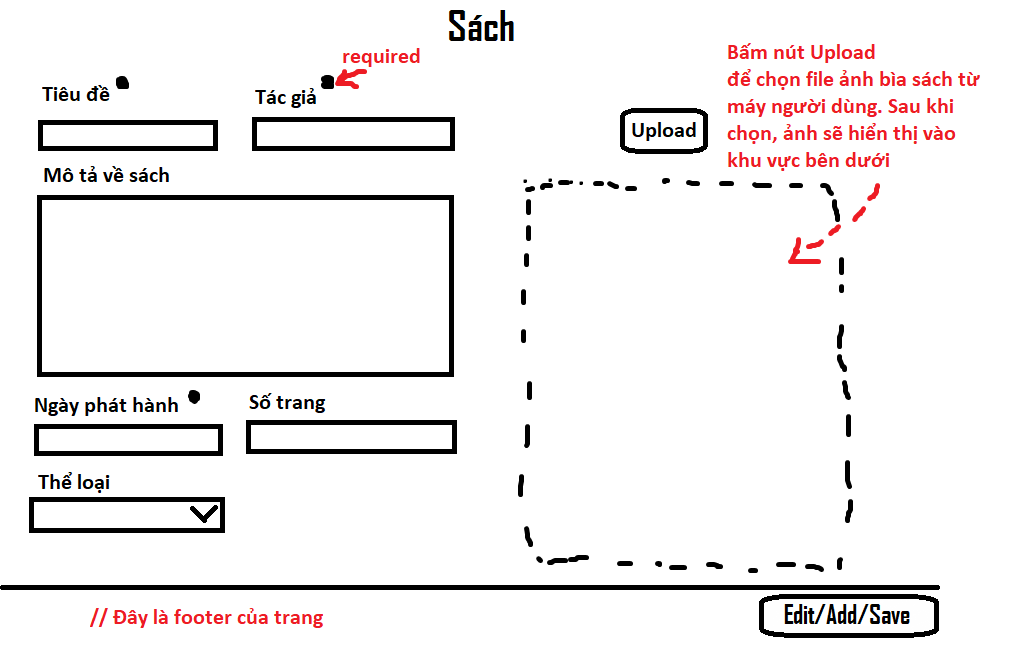 Sách
required
Tiêu đề
Tác giả
Mô tả về sách
Ngày phát hành
Số trang
Thể loại
Bấm nút Upload
để chọn file ảnh bìa sách từ
máy người dùng. Sau khi
chọn, ảnh sẽ hiển thị vào
khu vực bên dưới
Upload
// Đây là footer của trang
Edit/Add/Save